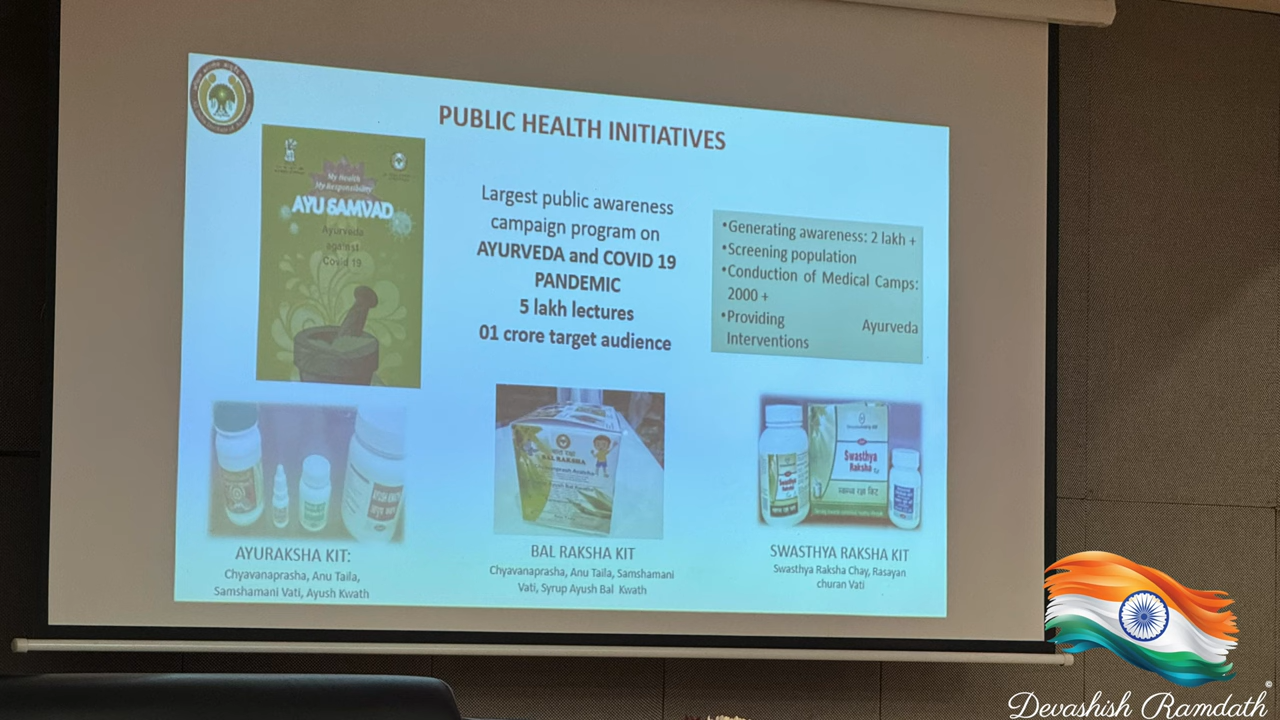 PUBLIC HEALTH INITIATIVES
My Health
My Responsibility
AYU SAMVAD
Ayurveda
against
Covid 19
Largest public awareness
campaign program on
AYURVEDA and COVID 19
PANDEMIC
5 lakh lectures
01 crore target audience
•Generating awareness: 2 lakh +
•Screening population
•Conduction of Medical Camps:
2000 +
•Providing Ayurveda
Interventions
BAL RAKSHA
Swasthya
Raksha
AYURAKSHA KIT:
Chyavanaprasha, Anu Taila,
Samshamani Vati, Ayush Kwath
BAL RAKSHA KIT
Chyavanaprasha, Anu Taila, Samshamani
Vati, Syrup Ayush Bal Kwath
SWASTHYA RAKSHA KIT
Swasthya Raksha Chay, Rasayan
churan Vati
Devashish Ramdath
©